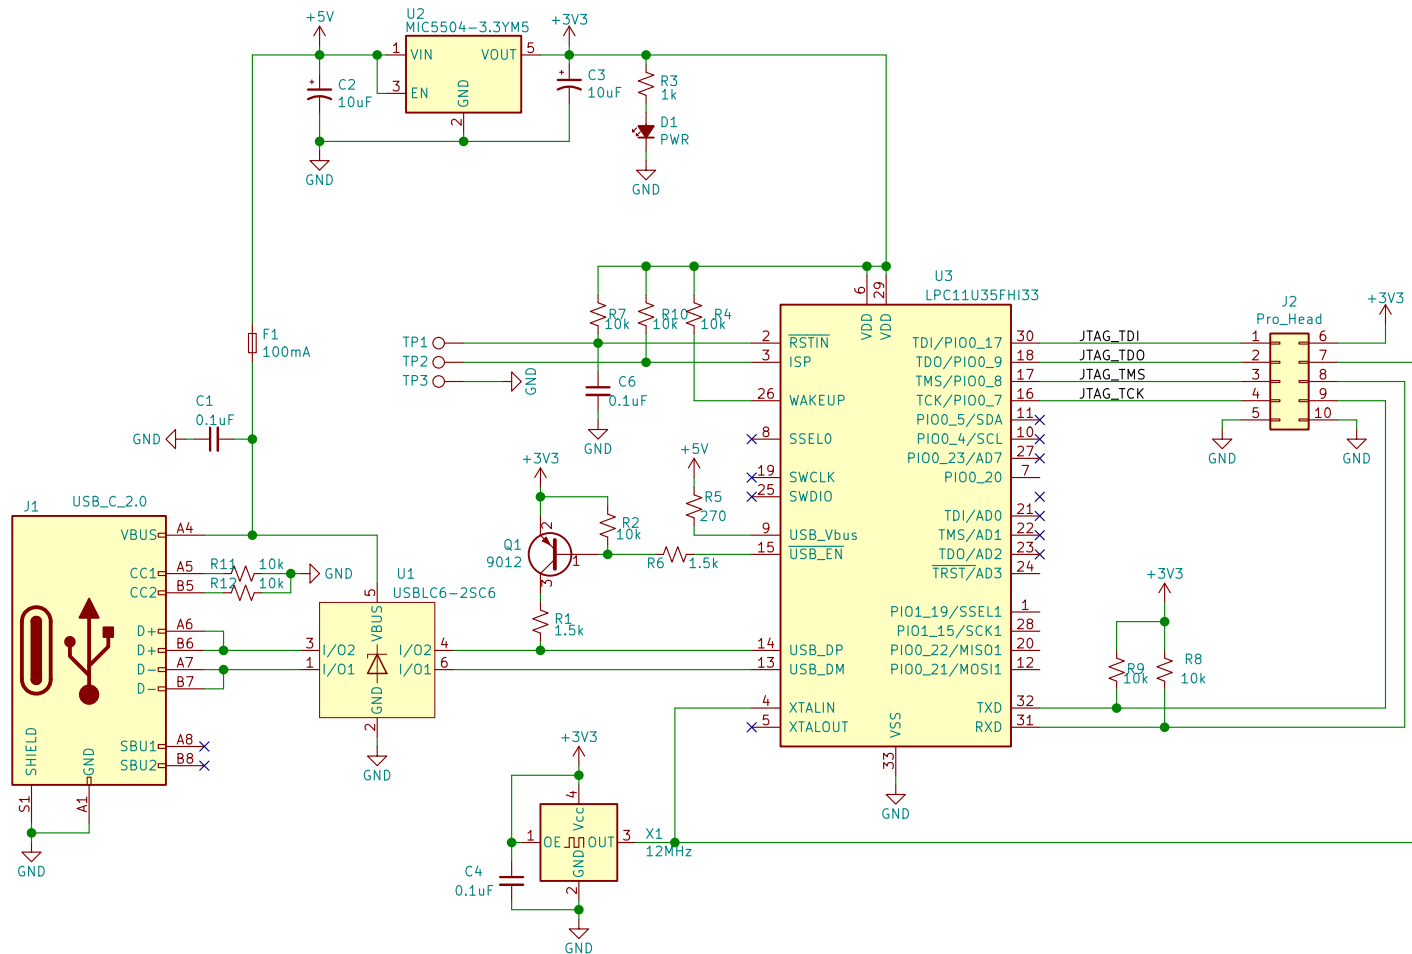 +5V
U2
MIC5504-3.3YM5
+3V3
1
VIN
VOUT
5
3
EN
GND
2
C2
10uF
C3
10uF
R3
1k
D1
PWR
GND
GND
F1
100mA
C1
0.1uF
GND
U3
LPC11U35FHI33
6
VDD
29
VDD
R7
10k
R10
10k
R4
10k
TP1
TP2
TP3
GND
C6
0.1uF
GND
2
RSTIN
3
ISP
26
WAKEUP
8
SSEL0
19
SWCLK
25
SWDIO
9
USB_Vbus
15
USB_EN
14
USB_DP
13
USB_DM
4
XTALIN
5
XTALOUT
TDI/PIO0_17
30
TDO/PIO0_9
18
TMS/PIO0_8
17
TCK/PIO0_7
16
PIO0_5/SDA
11
PIO0_4/SCL
10
PIO0_23/AD7
27
PIO0_20
7
TDI/AD0
21
TMS/AD1
22
TDO/AD2
23
TRST/AD3
24
PIO1_19/SSEL1
1
PIO1_15/SCK1
28
PIO0_22/MISO1
20
PIO0_21/MOSI1
12
TXD
32
RXD
31
VSS
33
GND
JTAG_TDI
JTAG_TDO
JTAG_TMS
JTAG_TCK
J2
Pro_Head
1
2
3
4
5
6
7
8
9
10
+3V3
GND
GND
+3V3
R9
10k
R8
10k
+5V
R5
270
+3V3
R2
10k
Q1
9012
2
1
3
R6
1.5k
R1
1.5k
J1
USB_C_2.0
VBUS
A4
CC1
A5
CC2
B5
D+
A6
D+
B6
D-
A7
D-
B7
SBU1
A8
SBU2
B8
SHIELD
GND
S1
A1
GND
R11
10k
R12
10k
GND
U1
USBLC6-2SC6
5
VBUS
3
I/O2
I/O2
4
1
I/O1
I/O1
6
GND
2
GND
+3V3
4
Vcc
1
OE
OUT
3
GND
2
X1
12MHz
C4
0.1uF
GND